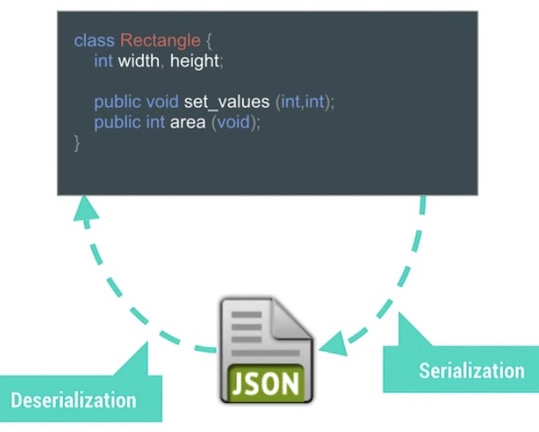 class Rectangle {
int width, height;
public void set_values (int,int);
public int area (void);
}
JSON
Serialization
Deserialization